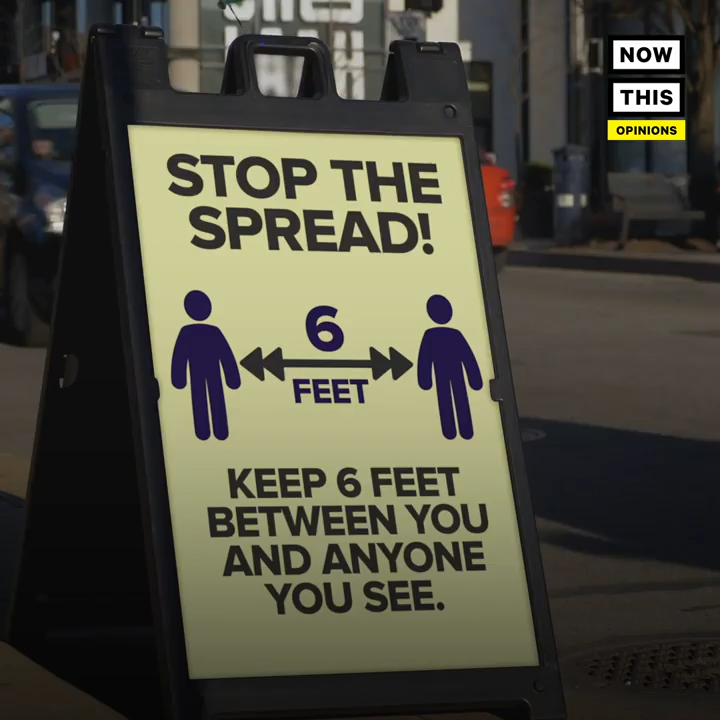 NOW
THIS
OPINIONS
STOP THE
SPREAD!
6
FEET
KEEP 6 FEET
BETWEEN YOU
AND ANYONE
YOU SEE.